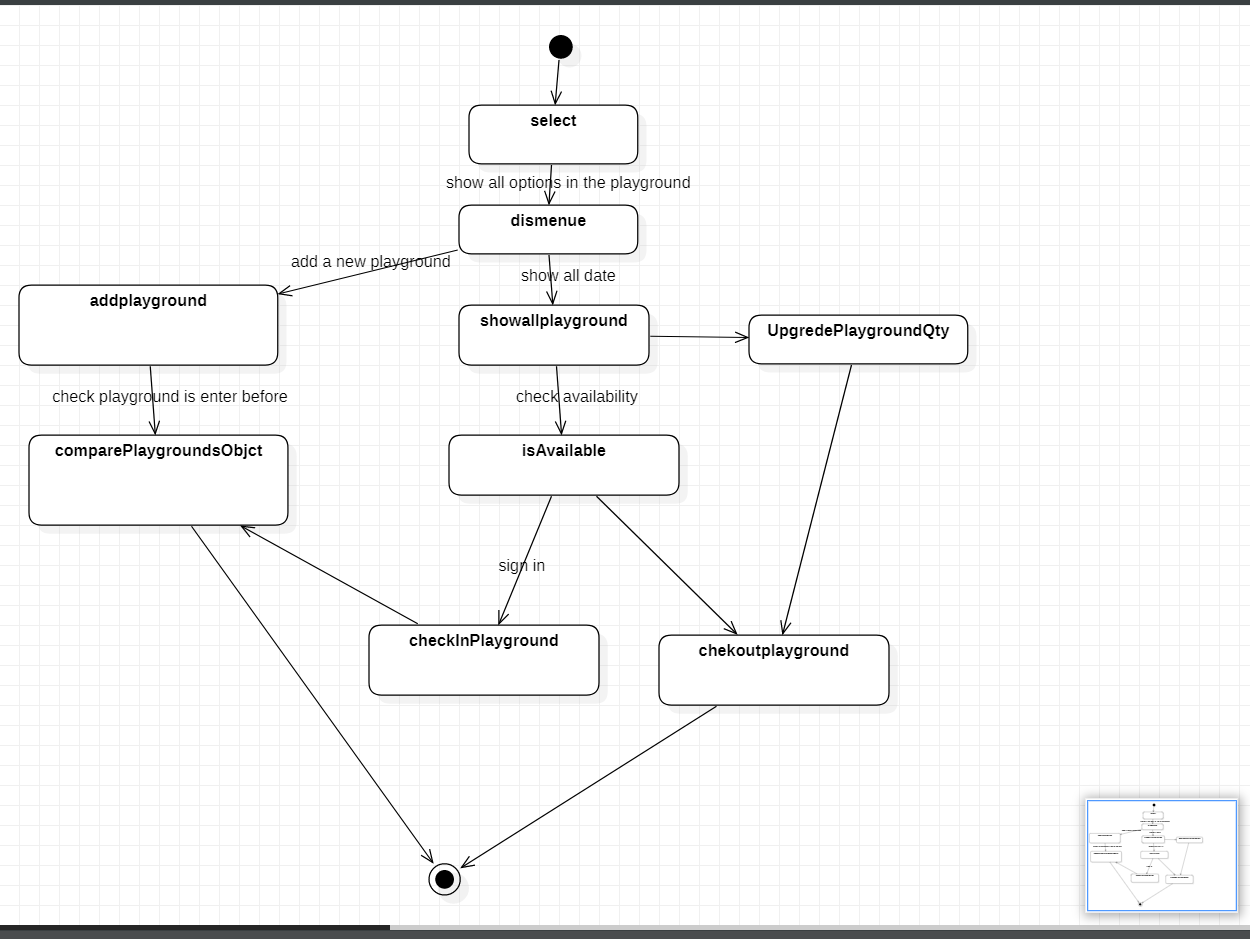 select
show all options in the playground
dismenue
add a new playground
show all date
addplayground
showallplayground
UpgredePlaygroundQty
check playground is enter before
check availability
comparePlaygroundsObjct
isAvailable
sign in
checkInPlayground
chekoutplayground